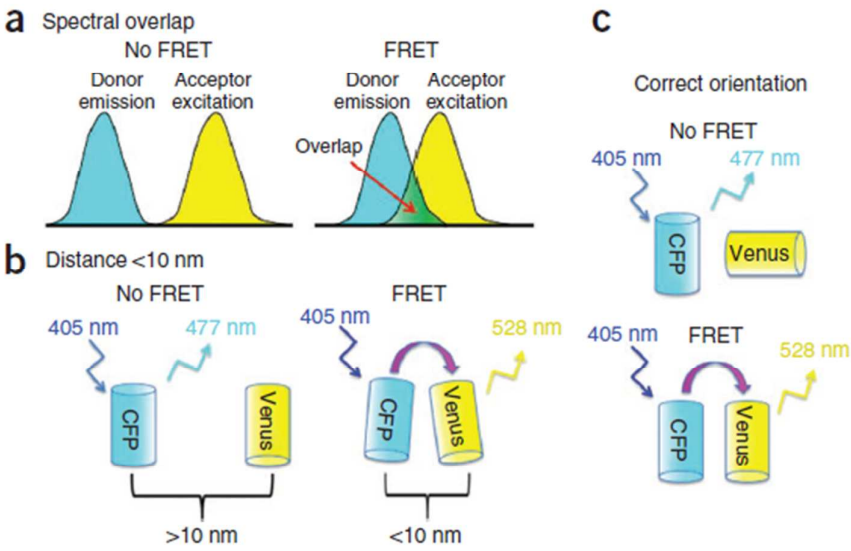 a Spectral overlap
No FRET
Donor
emission
Acceptor
excitation
FRET
Donor
emission
Acceptor
excitation
Overlap
b Distance <10 nm
No FRET
405 nm
477 nm
CFP
Venus
>10 nm
FRET
405 nm
528 nm
CFP
Venus
<10 nm
c
Correct orientation
No FRET
405 nm
477 nm
CFP
Venus
FRET
405 nm
528 nm
CFP
Venus